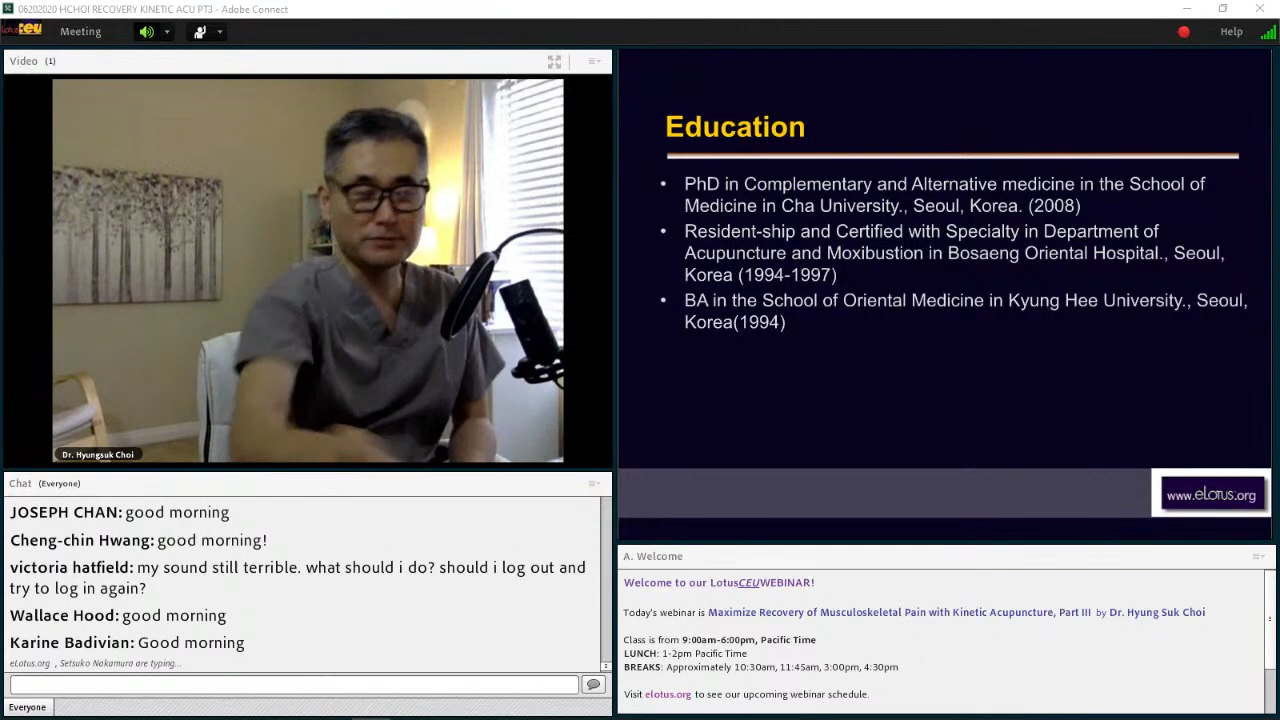 06202020 HCHOI RECOVERY KINETIC ACU PT3 - Adobe Connect
Meeting
Help
Video (1)
Dr. Hyungsuk Choi
Education
• PhD in Complementary and Alternative medicine in the School of
Medicine in Cha University., Seoul, Korea. (2008)
• Resident-ship and Certified with Specialty in Department of
Acupuncture and Moxibustion in Bosaeng Oriental Hospital., Seoul,
Korea (1994-1997)
• BA in the School of Oriental Medicine in Kyung Hee University., Seoul,
Korea(1994)
www.eLotus.org
Chat (Everyone)
JOSEPH CHAN: good morning
Cheng-chin Hwang: good morning!
victoria hatfield: my sound still terrible. what should i do? should i log out and
try to log in again?
Wallace Hood: good morning
Karine Badivian: Good morning
eLotus.org , Setsuko Nakamura are typing...
Everyone
A. Welcome
Welcome to our LotusCEUWEBINAR!
Today's webinar is Maximize Recovery of Musculoskeletal Pain with Kinetic Acupuncture, Part III by Dr. Hyung Suk Choi
Class is from 9:00am-6:00pm, Pacific Time
LUNCH: 1-2pm Pacific Time
BREAKS: Approximately 10:30am, 11:45am, 3:00pm, 4:30pm
Visit elotus.org to see our upcoming webinar schedule.